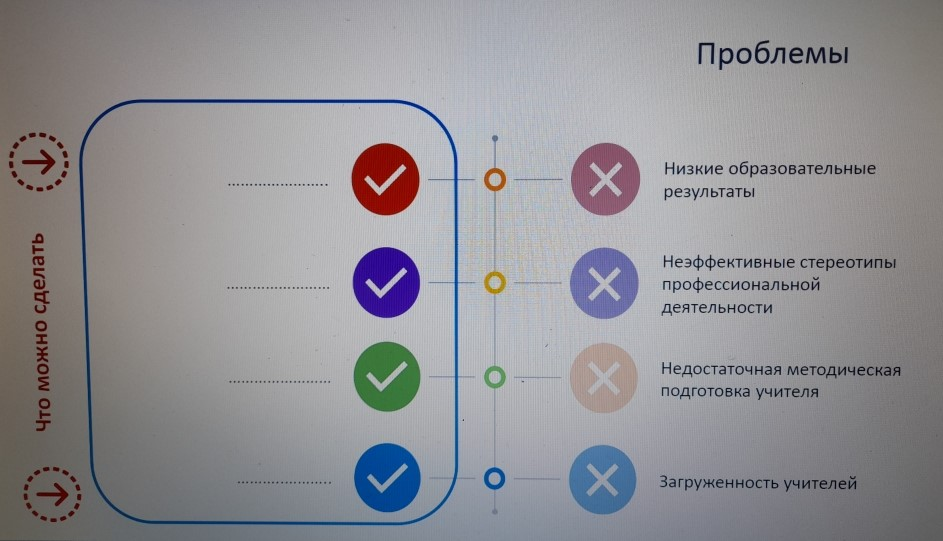 Проблемы
Что можно сделать
....................
Низкие образовательные
результаты
....................
Неэффективные стереотипы
профессиональной
деятельности
....................
Недостаточная методическая
подготовка учителя
....................
Загруженность учителей